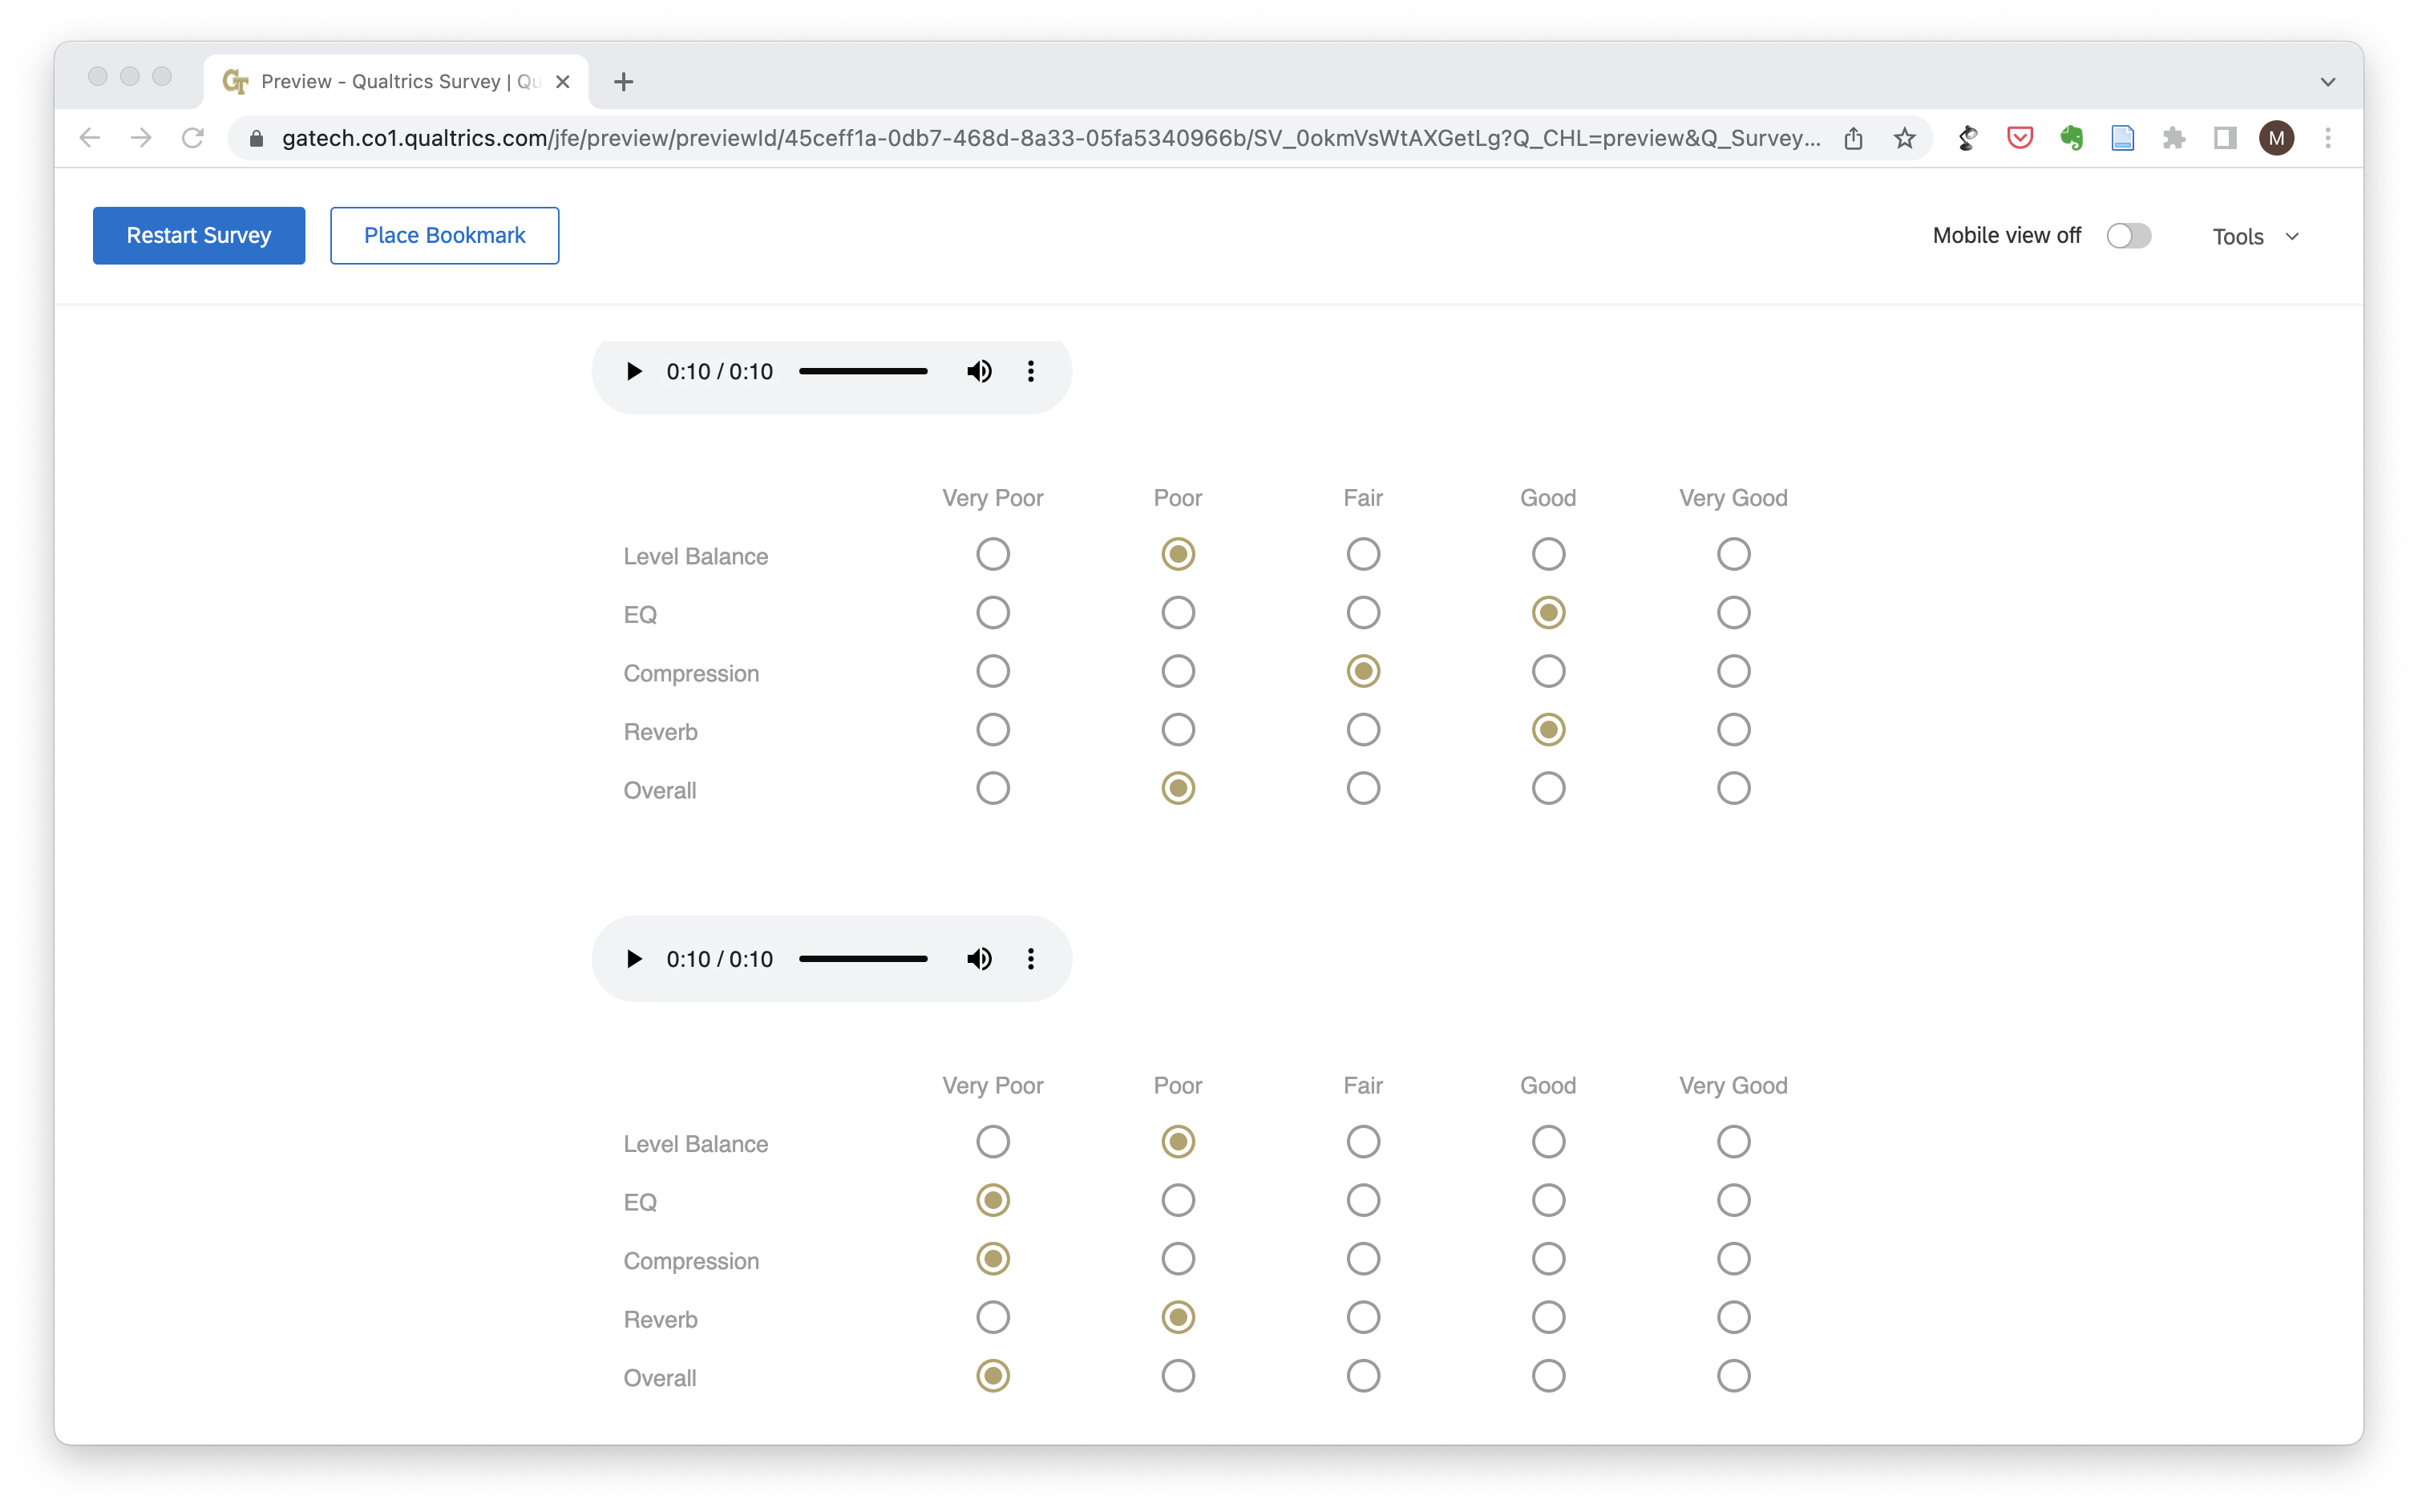 GT Preview - Qualtrics Survey | Qu
gatech.co1.qualtrics.com/jfe/preview/previewId/45ceff1a-0db7-468d-8a33-05fa5340966b/SV_0okmVsWtAXGetLg?Q_CHL=preview&Q_Survey... M
Restart Survey Place Bookmark Mobile view off Tools
0:10 / 0:10
Very Poor Poor Fair Good Very Good
Level Balance
EQ
Compression
Reverb
Overall
0:10 / 0:10
Very Poor Poor Fair Good Very Good
Level Balance
EQ
Compression
Reverb
Overall